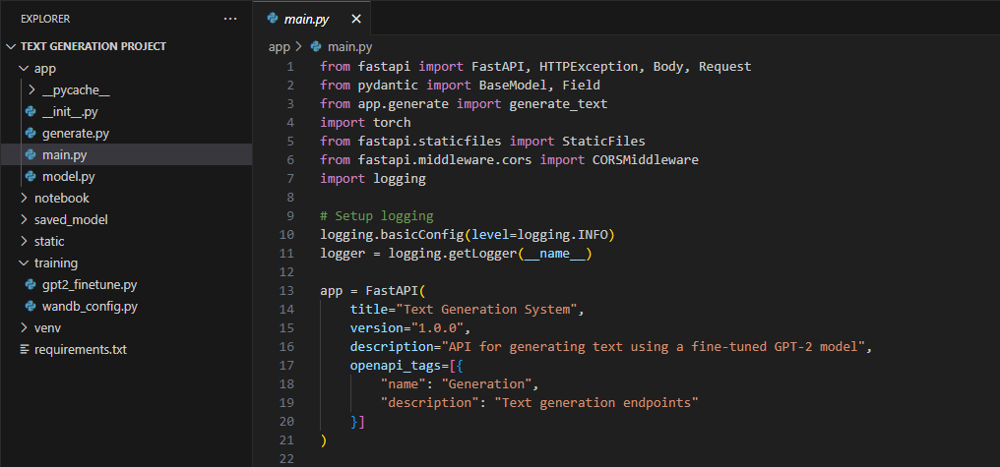 EXPLORER
...
TEXT GENERATION PROJECT
app
__pycache__
__init__.py
generate.py
main.py
model.py
notebook
saved_model
static
training
gpt2_finetune.py
wandb_config.py
venv
requirements.txt
main.py
app > main.py
1 from fastapi import FastAPI, HTTPException, Body, Request
2 from pydantic import BaseModel, Field
3 from app.generate import generate_text
4 import torch
5 from fastapi.staticfiles import StaticFiles
6 from fastapi.middleware.cors import CORSMiddleware
7 import logging
8
9 # Setup logging
10 logging.basicConfig(level=logging.INFO)
11 logger = logging.getLogger(__name__)
12
13 app = FastAPI(
14     title="Text Generation System",
15     version="1.0.0",
16     description="API for generating text using a fine-tuned GPT-2 model",
17     openapi_tags=[{
18         "name": "Generation",
19         "description": "Text generation endpoints"
20     }]
21 )
22